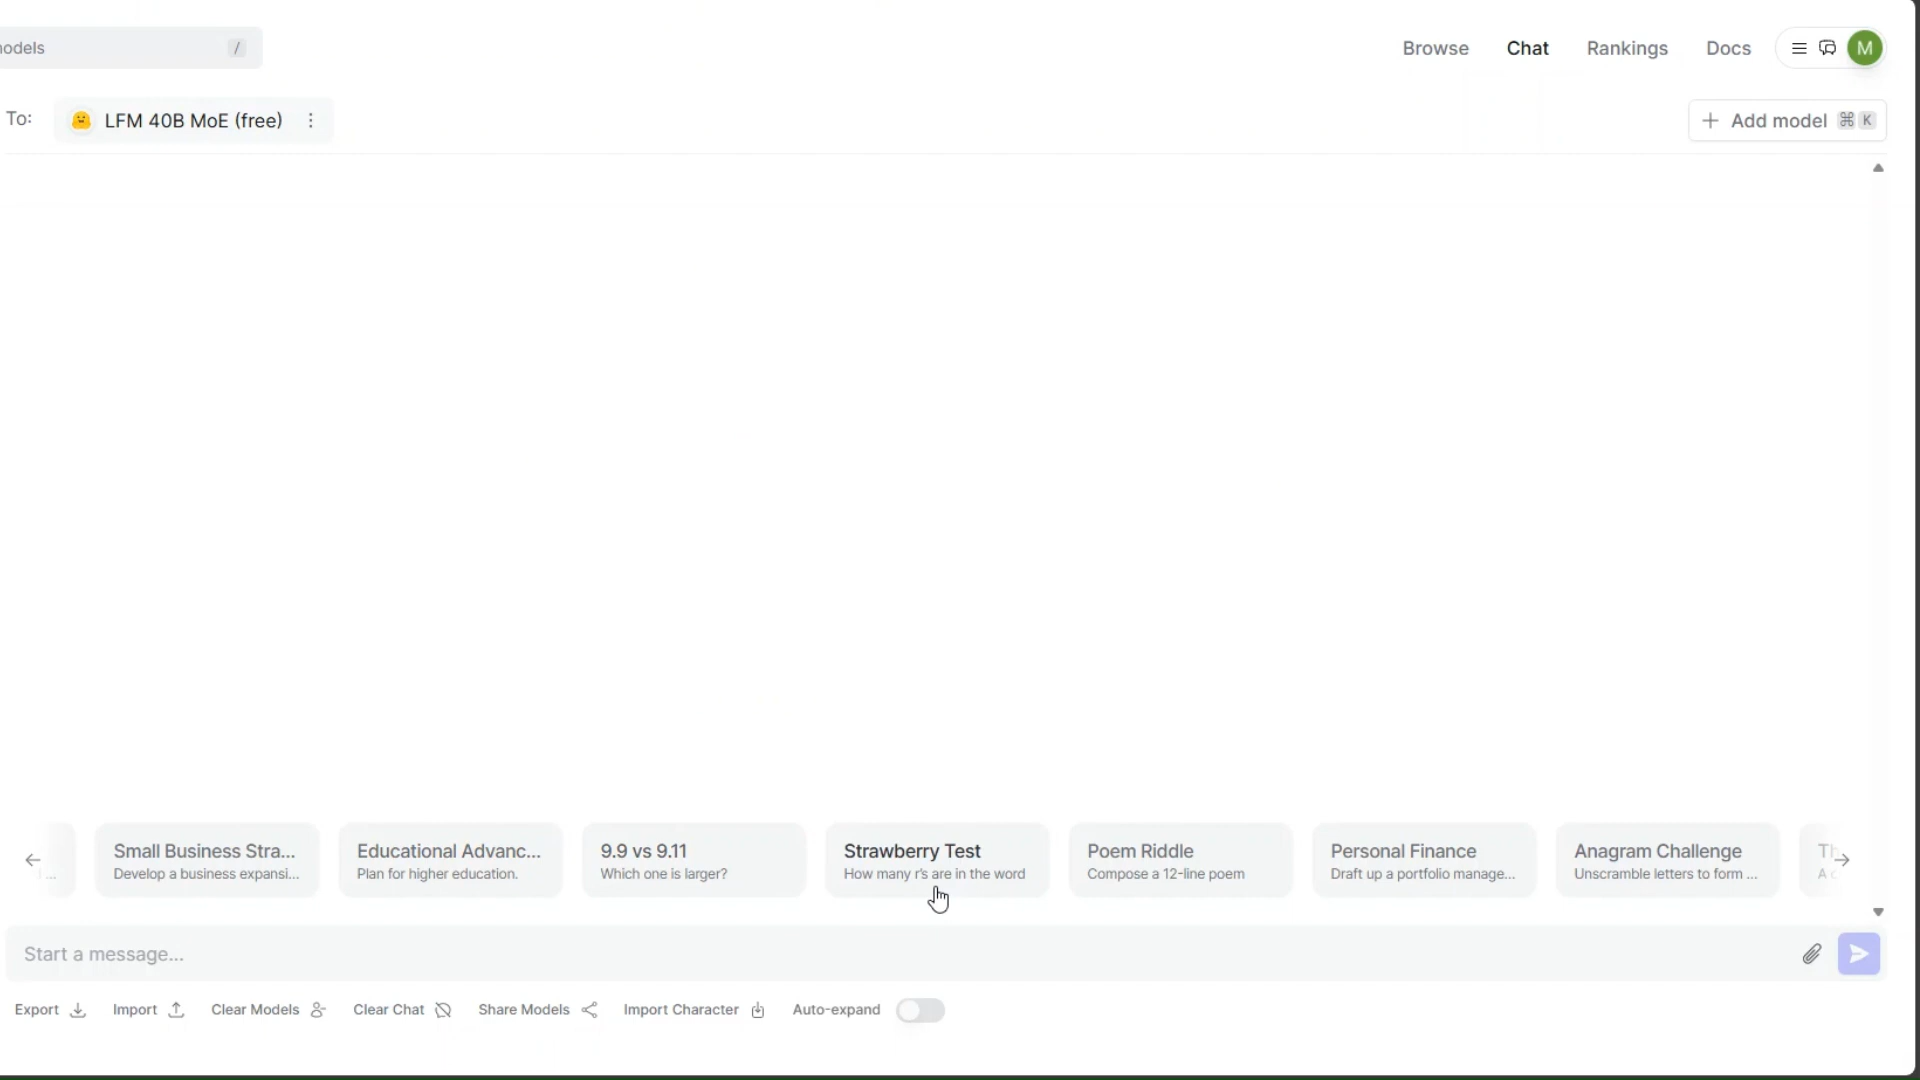 models
/
Browse
Chat
Rankings
Docs
M
To:
LFM 40B MoE (free)
Add model ⌘ K
Small Business Stra...
Develop a business expansi...
Educational Advanc...
Plan for higher education.
9.9 vs 9.11
Which one is larger?
Strawberry Test
How many r's are in the word
Poem Riddle
Compose a 12-line poem
Personal Finance
Draft up a portfolio manage...
Anagram Challenge
Unscramble letters to form ...
Start a message...
Export
Import
Clear Models
Clear Chat
Share Models
Import Character
Auto-expand